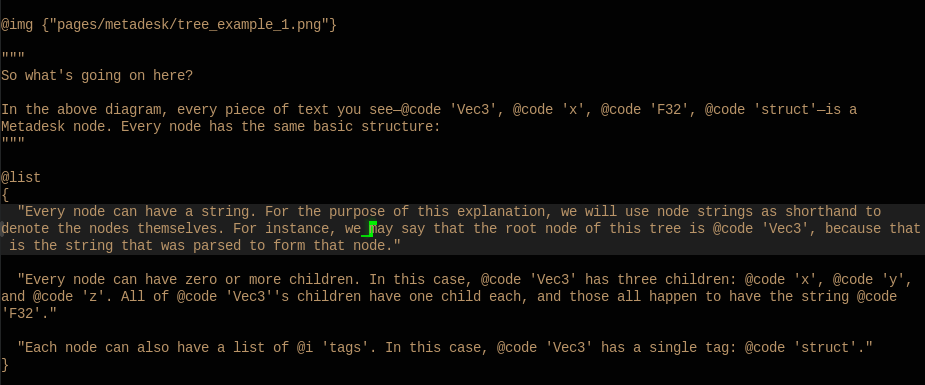 @img {"pages/metadesk/tree_example_1.png"}
"""
So what's going on here?
In the above diagram, every piece of text you see—@code 'Vec3', @code 'x', @code 'F32', @code 'struct'—is a
Metadesk node. Every node has the same basic structure:
"""
@list
{
"Every node can have a string. For the purpose of this explanation, we will use node strings as shorthand to
denote the nodes themselves. For instance, we may say that the root node of this tree is @code 'Vec3', because that
is the string that was parsed to form that node."
"Every node can have zero or more children. In this case, @code 'Vec3' has three children: @code 'x', @code 'y',
and @code 'z'. All of @code 'Vec3''s children have one child each, and those all happen to have the string @code
'F32'."
"Each node can also have a list of @i 'tags'. In this case, @code 'Vec3' has a single tag: @code 'struct'."
}